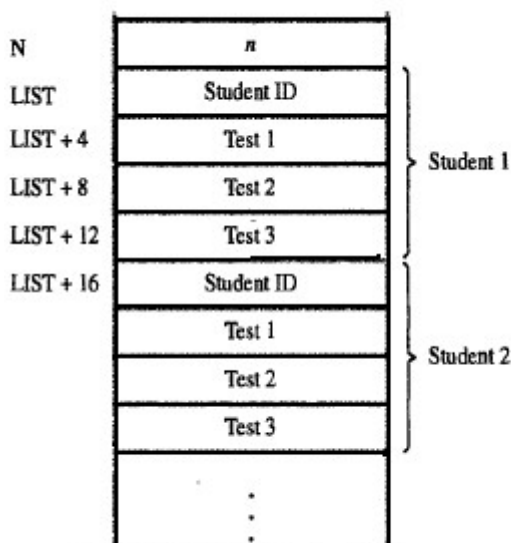 N n
LIST Student ID
LIST + 4 Test 1
Student 1
LIST + 8 Test 2
LIST + 12 Test 3
LIST + 16 Student ID
Test 1
Student 2
Test 2
Test 3